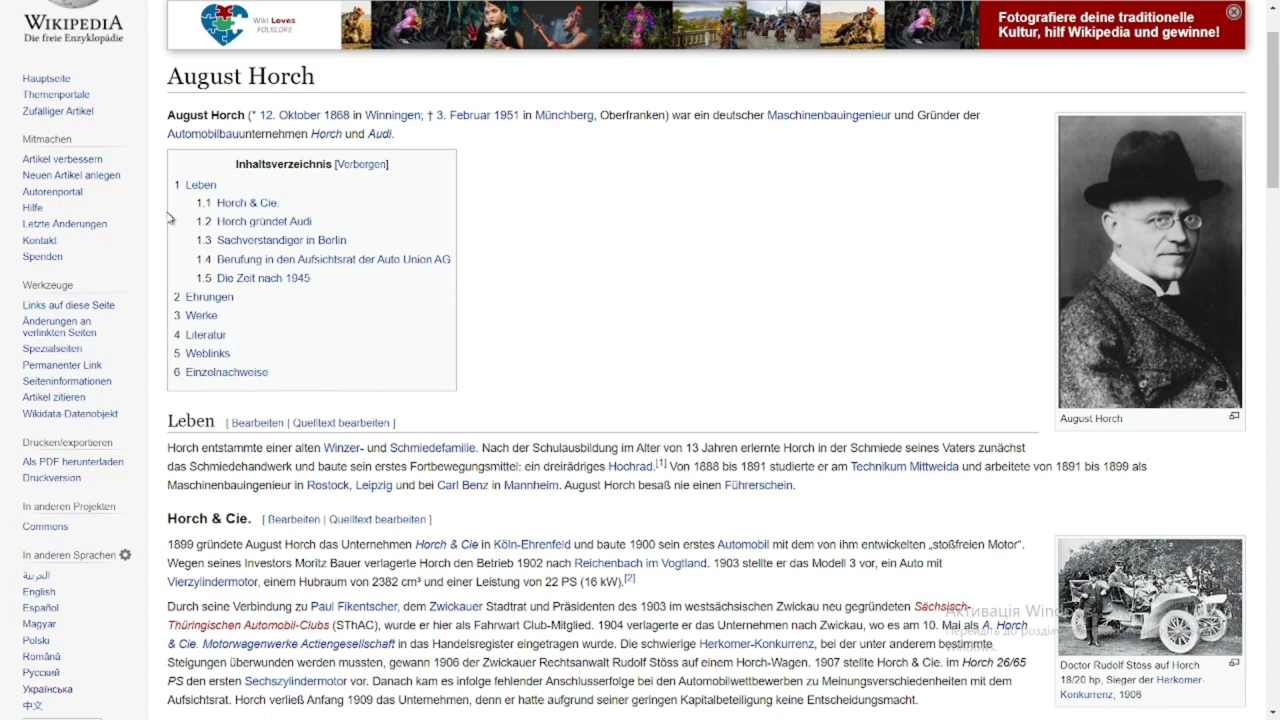 WIKIPEDIA
Die freie Enzyklopädie
Wiki Loves
FOLKLORE
Fotografiere deine traditionelle
Kultur, hilf Wikipedia und gewinne!
Hauptseite
Themenportale
Zufälliger Artikel
Mitmachen
Artikel verbessern
Neuen Artikel anlegen
Autorenportal
Hilfe
Letzte Änderungen
Kontakt
Spenden
Werkzeuge
Links auf diese Seite
Änderungen an
verlinkten Seiten
Spezialseiten
Permanenter Link
Seiteninformationen
Artikel zitieren
Wikidata-Datenobjekt
Drucken/exportieren
Als PDF herunterladen
Druckversion
In anderen Projekten
Commons
In anderen Sprachen
العربية
English
Español
Magyar
Polski
Română
Русский
Українська
中文
August Horch
August Horch (* 12. Oktober 1868 in Winningen; † 3. Februar 1951 in Münchberg, Oberfranken) war ein deutscher Maschinenbauingenieur und Gründer der
Automobilbauunternehmen Horch und Audi.
Inhaltsverzeichnis [Verbergen]
1 Leben
1.1 Horch & Cie.
1.2 Horch gründet Audi
1.3 Sachverständiger in Berlin
1.4 Berufung in den Aufsichtsrat der Auto Union AG
1.5 Die Zeit nach 1945
2 Ehrungen
3 Werke
4 Literatur
5 Weblinks
6 Einzelnachweise
August Horch
Leben [ Bearbeiten | Quelltext bearbeiten ]
Horch entstammte einer alten Winzer- und Schmiedefamilie. Nach der Schulausbildung im Alter von 13 Jahren erlernte Horch in der Schmiede seines Vaters zunächst
das Schmiedehandwerk und baute sein erstes Fortbewegungsmittel: ein dreirädriges Hochrad.[1] Von 1888 bis 1891 studierte er am Technikum Mittweida und arbeitete von 1891 bis 1899 als
Maschinenbauingenieur in Rostock, Leipzig und bei Carl Benz in Mannheim. August Horch besaß nie einen Führerschein.
Horch & Cie. [ Bearbeiten | Quelltext bearbeiten ]
1899 gründete August Horch das Unternehmen Horch & Cie in Köln-Ehrenfeld und baute 1900 sein erstes Automobil mit dem von ihm entwickelten „stoßfreien Motor“.
Wegen seines Investors Moritz Bauer verlagerte Horch den Betrieb 1902 nach Reichenbach im Vogtland. 1903 stellte er das Modell 3 vor, ein Auto mit
Vierzylindermotor, einem Hubraum von 2382 cm³ und einer Leistung von 22 PS (16 kW).[2]
Durch seine Verbindung zu Paul Fikentscher, dem Zwickauer Stadtrat und Präsidenten des 1903 im westsächsischen Zwickau neu gegründeten Sächsisch-
Thüringischen Automobil-Clubs (SThAC), wurde er hier als Fahrwart Club-Mitglied. 1904 verlagerte er das Unternehmen nach Zwickau, wo es am 10. Mai als A. Horch
& Cie. Motorwagenwerke Actiengesellschaft in das Handelsregister eingetragen wurde. Die schwierige Herkomer-Konkurrenz, bei der unter anderem bestimmte
Steigungen überwunden werden mussten, gewann 1906 der Zwickauer Rechtsanwalt Rudolf Stöss auf einem Horch-Wagen. 1907 stellte Horch & Cie. im Horch 26/65
PS den ersten Sechszylindermotor vor. Danach kam es infolge fehlender Anschlusserfolge bei den Automobilwettbewerben zu Meinungsverschiedenheiten mit dem
Aufsichtsrat. Horch verließ Anfang 1909 das Unternehmen, denn er hatte aufgrund seiner geringen Kapitalbeteiligung keine Entscheidungsmacht.
Активація Win
Перейдіть до розділ
Doctor Rudolf Stöss auf Horch
18/20 hp, Sieger der Herkomer-
Konkurrenz, 1906